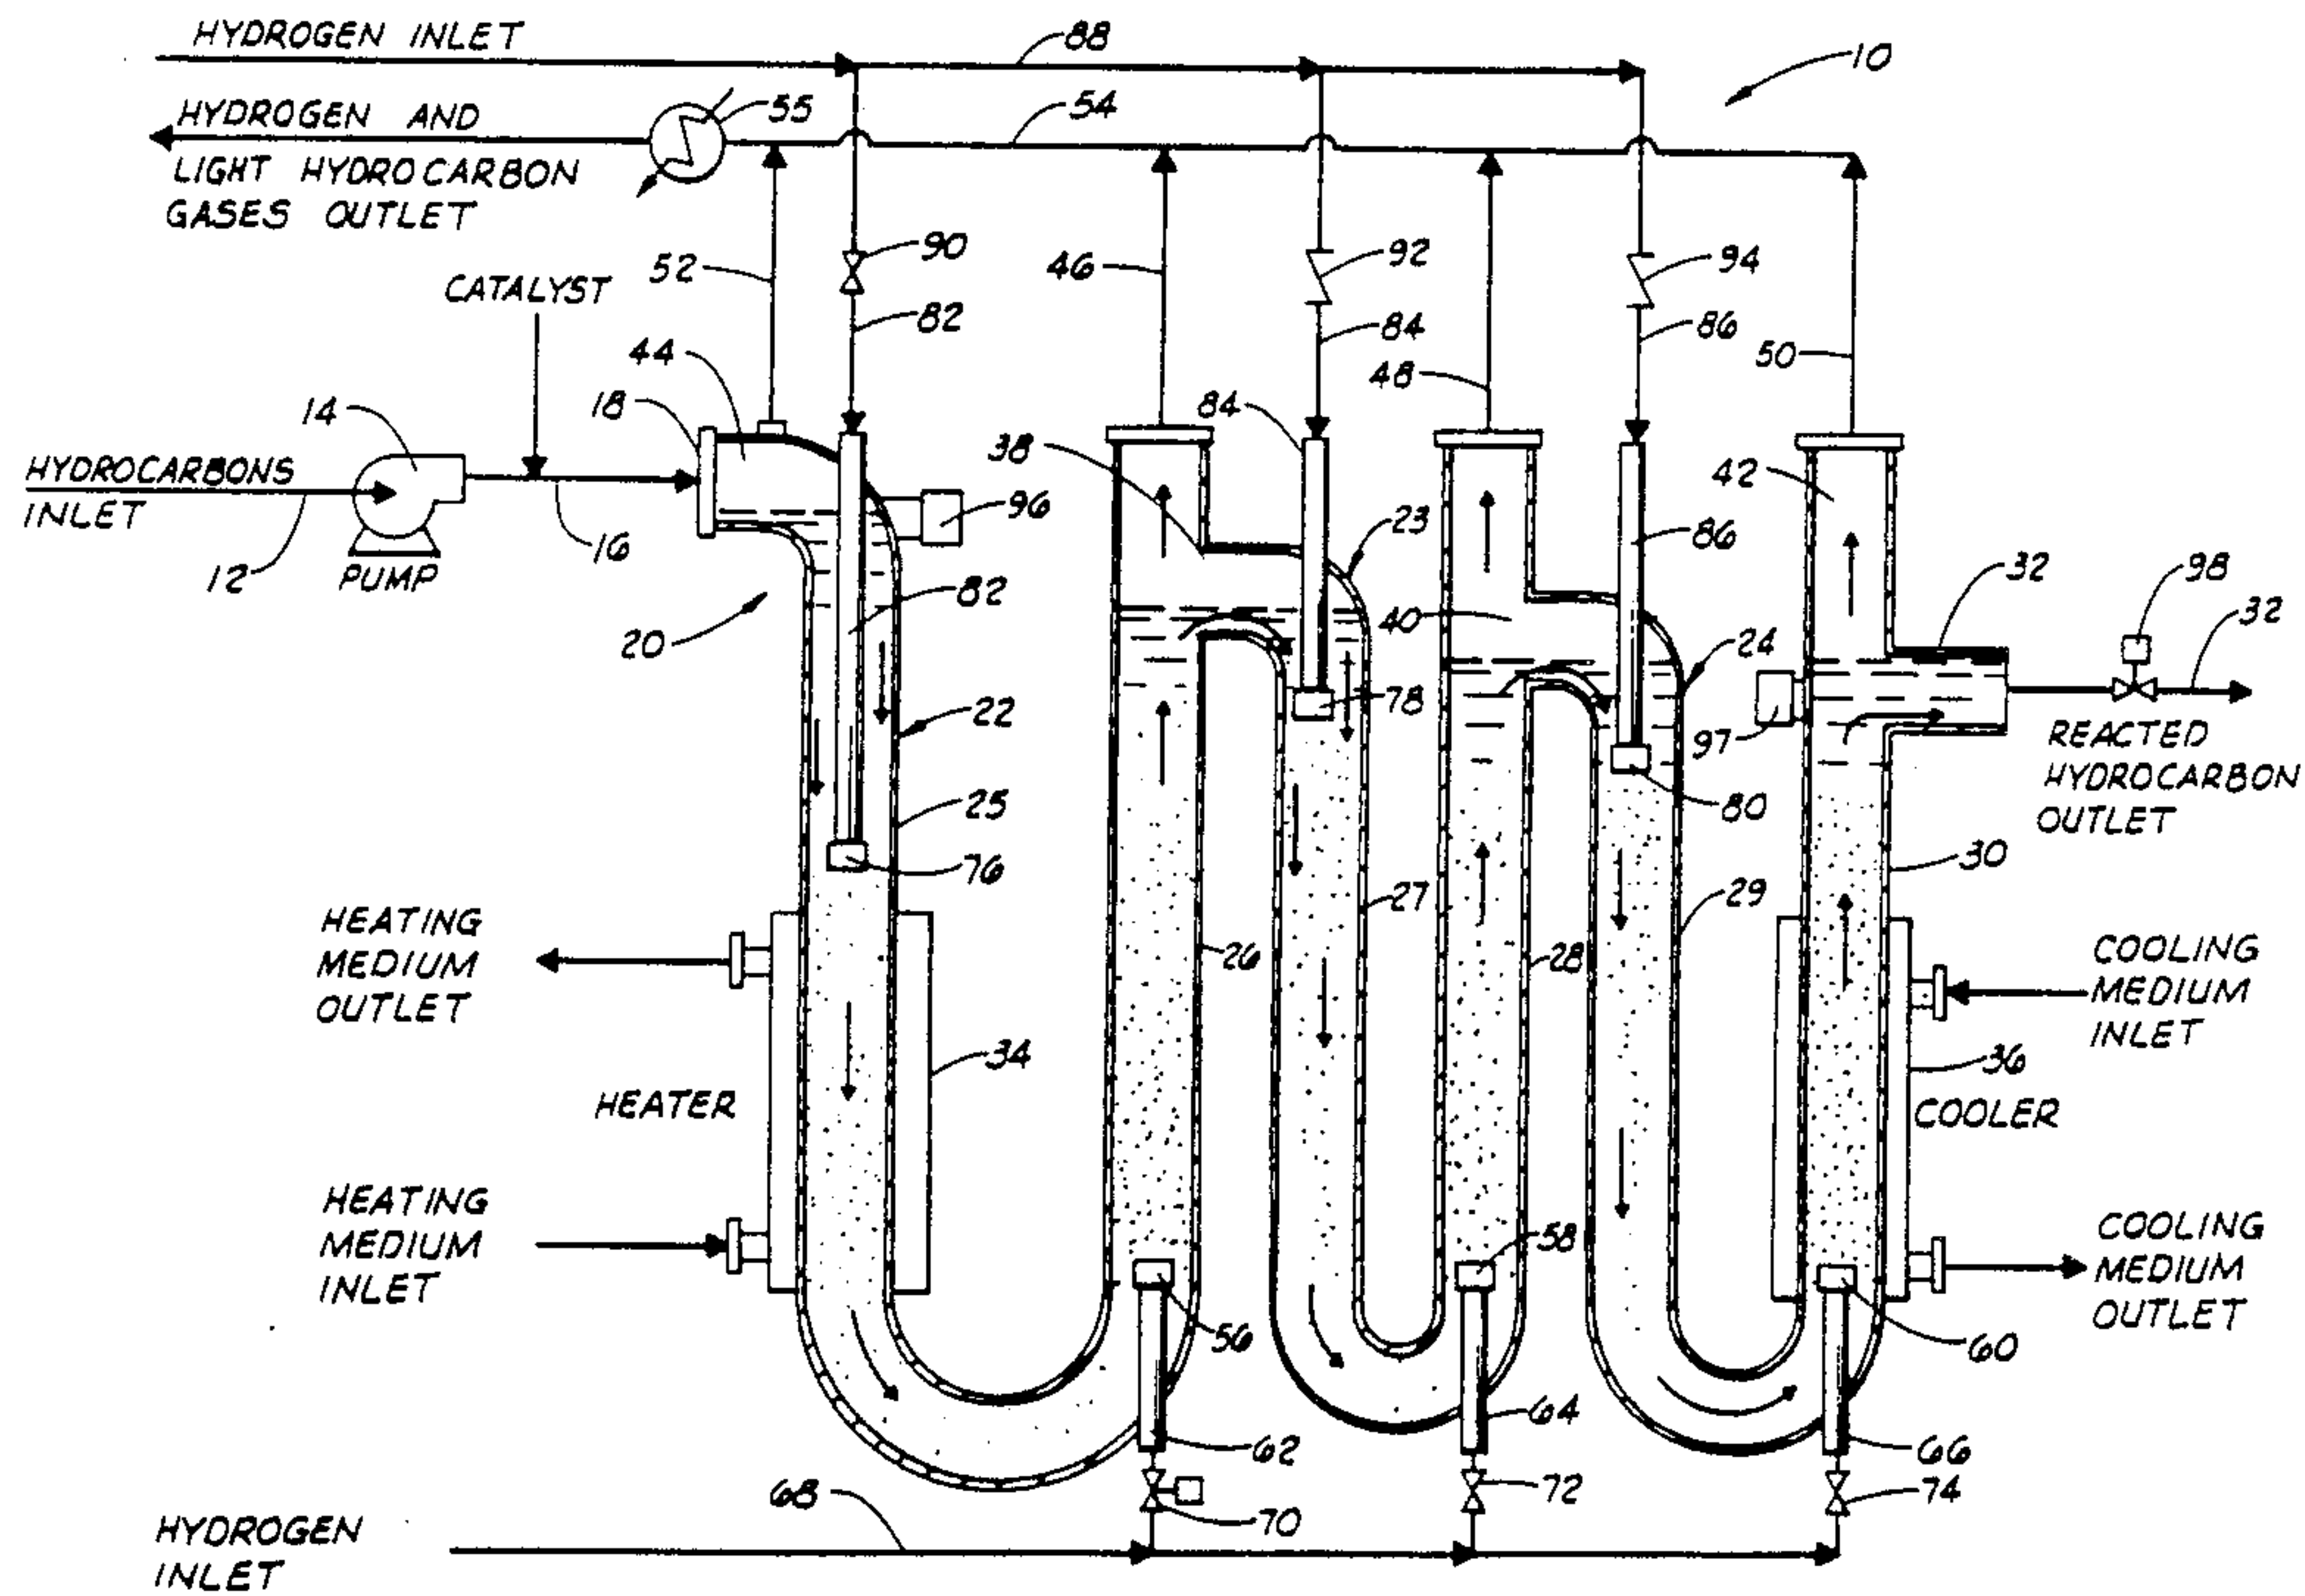 HYDROGEN INLET
88
10
HYDROGEN AND
55
54
LIGHT HYDROCARBON
GASES OUTLET
90
52
46
92
94
CATALYST
82
84
86
44
50
48
18
84
14
38
42
HYDROCARBONS
INLET
96
23
86
98
12
16
PUMP
82
32
32
20
40
24
78
22
97
REACTED
HYDROCARBON
OUTLET
25
80
76
30
27
29
HEATING
MEDIUM
OUTLET
26
28
COOLING
MEDIUM
INLET
34
36
HEATER
COOLER
HEATING
MEDIUM
INLET
58
COOLING
MEDIUM
OUTLET
56
60
64
62
66
68
72
74
70
HYDROGEN
INLET